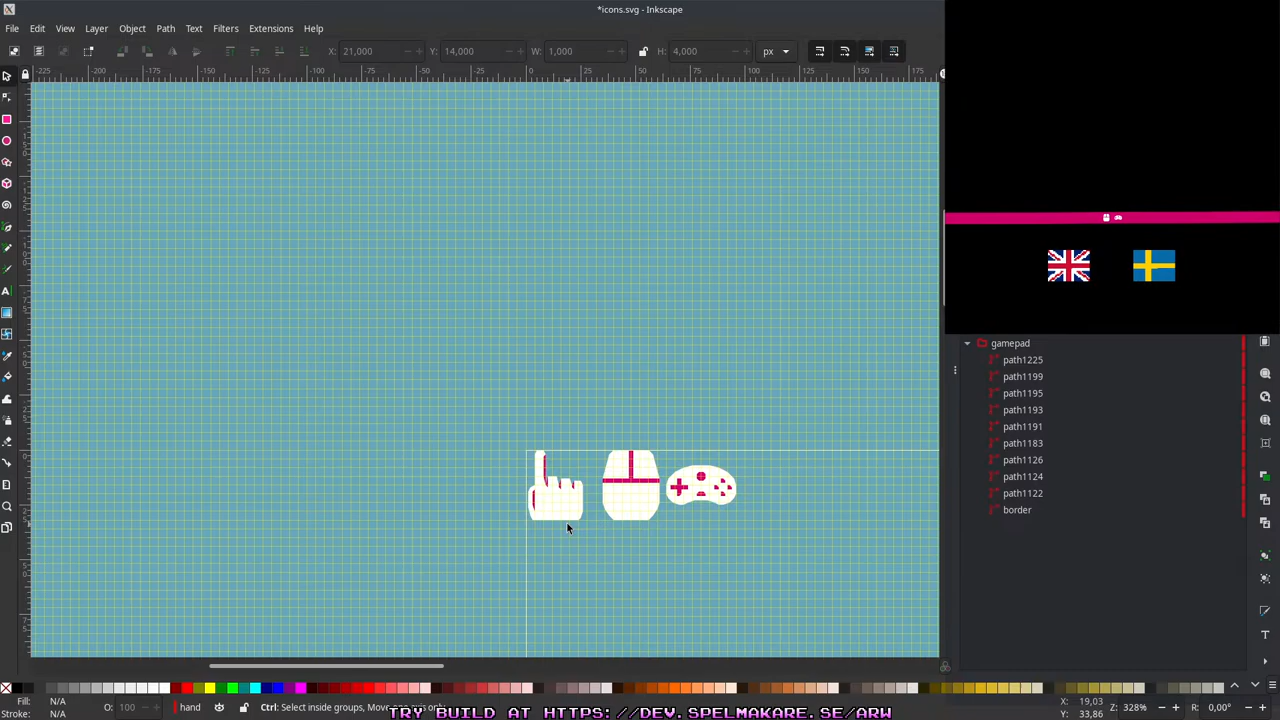 *icons.svg - Inkscape
File Edit View Layer Object Path Text Filters Extensions Help
X: 21,000 Y: 14,000 W: 1,000 H: 4,000 px
-225 -200 -175 -150 -125 -100 -75 -50 -25 0 25 50 75 100 125 150 175
gamepad
path1225
path1199
path1195
path1193
path1191
path1183
path1126
path1124
path1122
border
Fill: N/A
Stroke: N/A
O: 100
hand
Ctrl: Select inside groups, Mov
X: 19,03
Y: 33,86
Z: 328%
R: 0,00°
TRY BUILD AT HTTPS://DEV.SPELMAKARE.SE/ARW